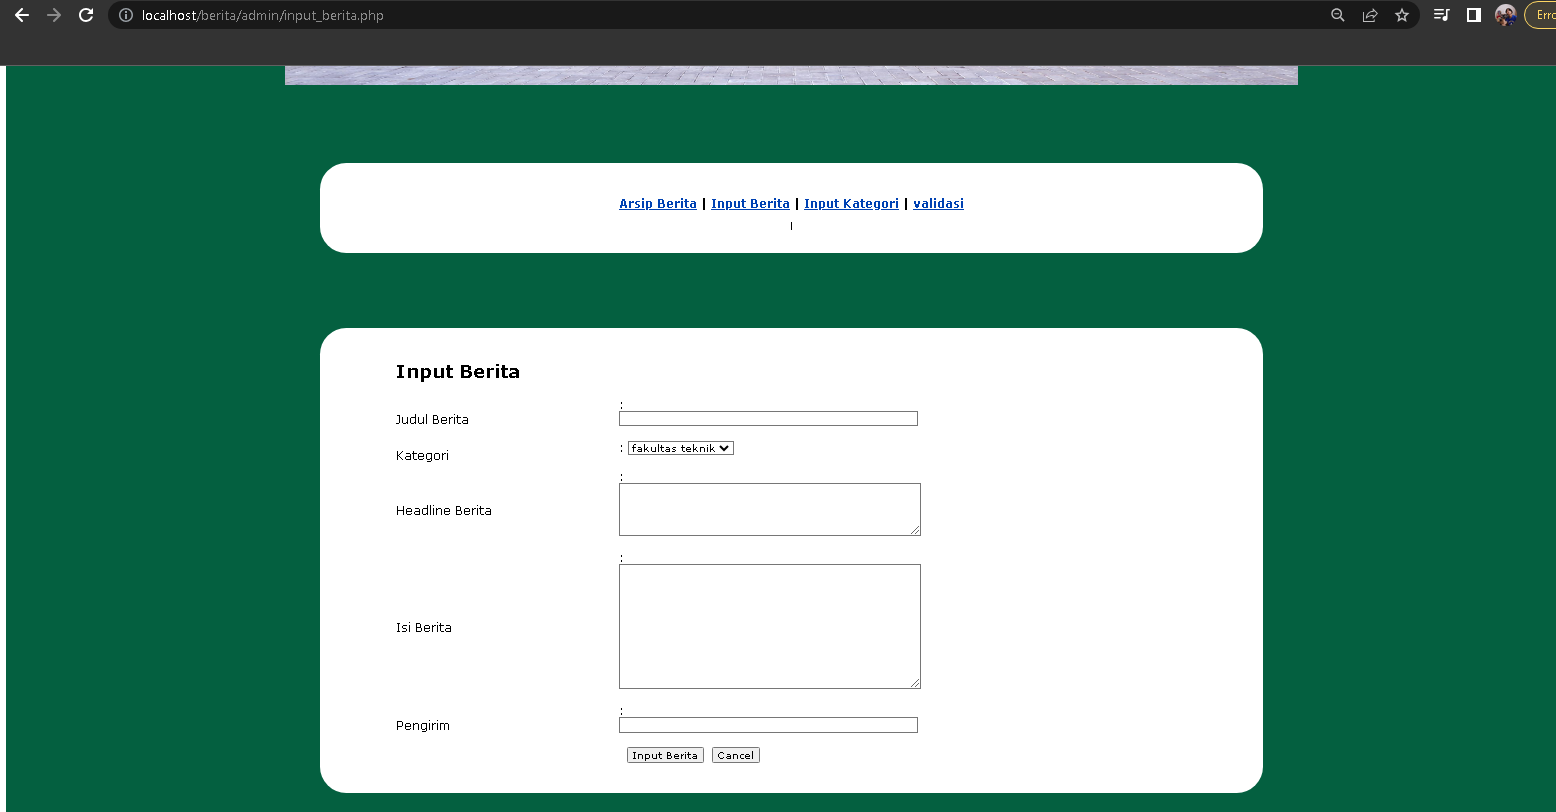 localhost/berita/admin/input_berita.php
Erro
Arsip Berita | Input Berita | Input Kategori | validasi
|
Input Berita
:
Judul Berita
Kategori : fakultas teknik
:
Headline Berita
:
Isi Berita
:
Pengirim
Input Berita Cancel